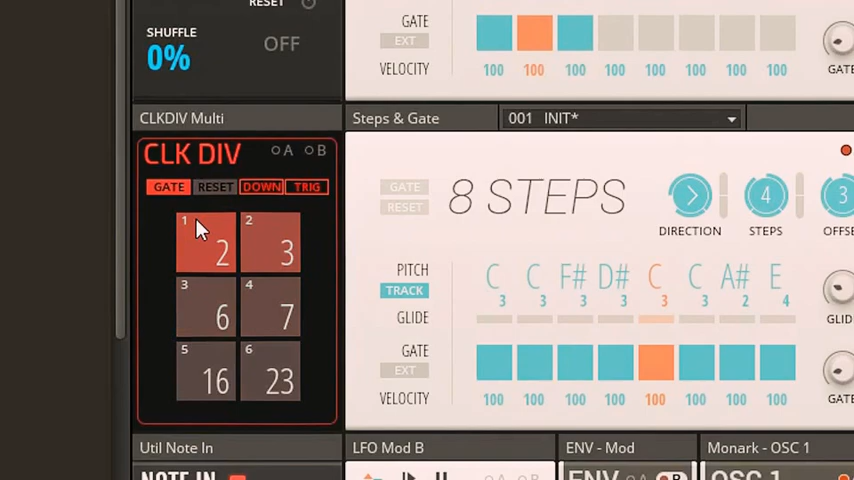 RESET
SHUFFLE
0%
OFF
GATE
EXT
VELOCITY
100 100 100 100 100 100 100 100
GATE
CLKDIV Multi
Steps & Gate
001 INIT*
CLK DIV
A B
GATE RESET DOWN TRIG
1 2
2 3
3 6
4 7
5 16
6 23
GATE
RESET
8 STEPS
DIRECTION
4
STEPS
3
PITCH
TRACK
C C F# D# C C A# E
3 3 3 3 3 3 2 4
GLIDE
GATE
EXT
VELOCITY
100 100 100 100 100 100 100 100
Util Note In
LFO Mod B
ENV - Mod
Monark - OSC 1
NOTE IN
A B
ENV
A B
OSC 1